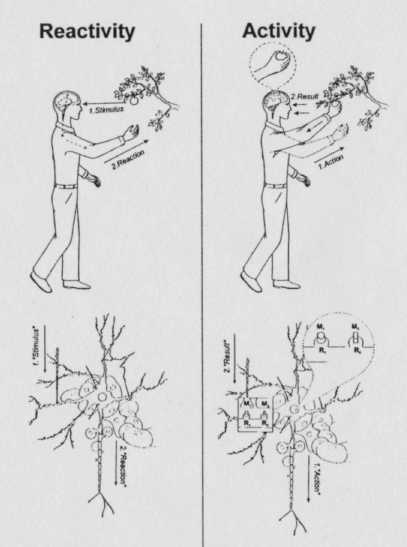 Reactivity
1.Stimulus
2.Reaction
1."Stimulus"
2."Reaction"
Activity
2.Result
1.Action
2."Result"
1."Action"